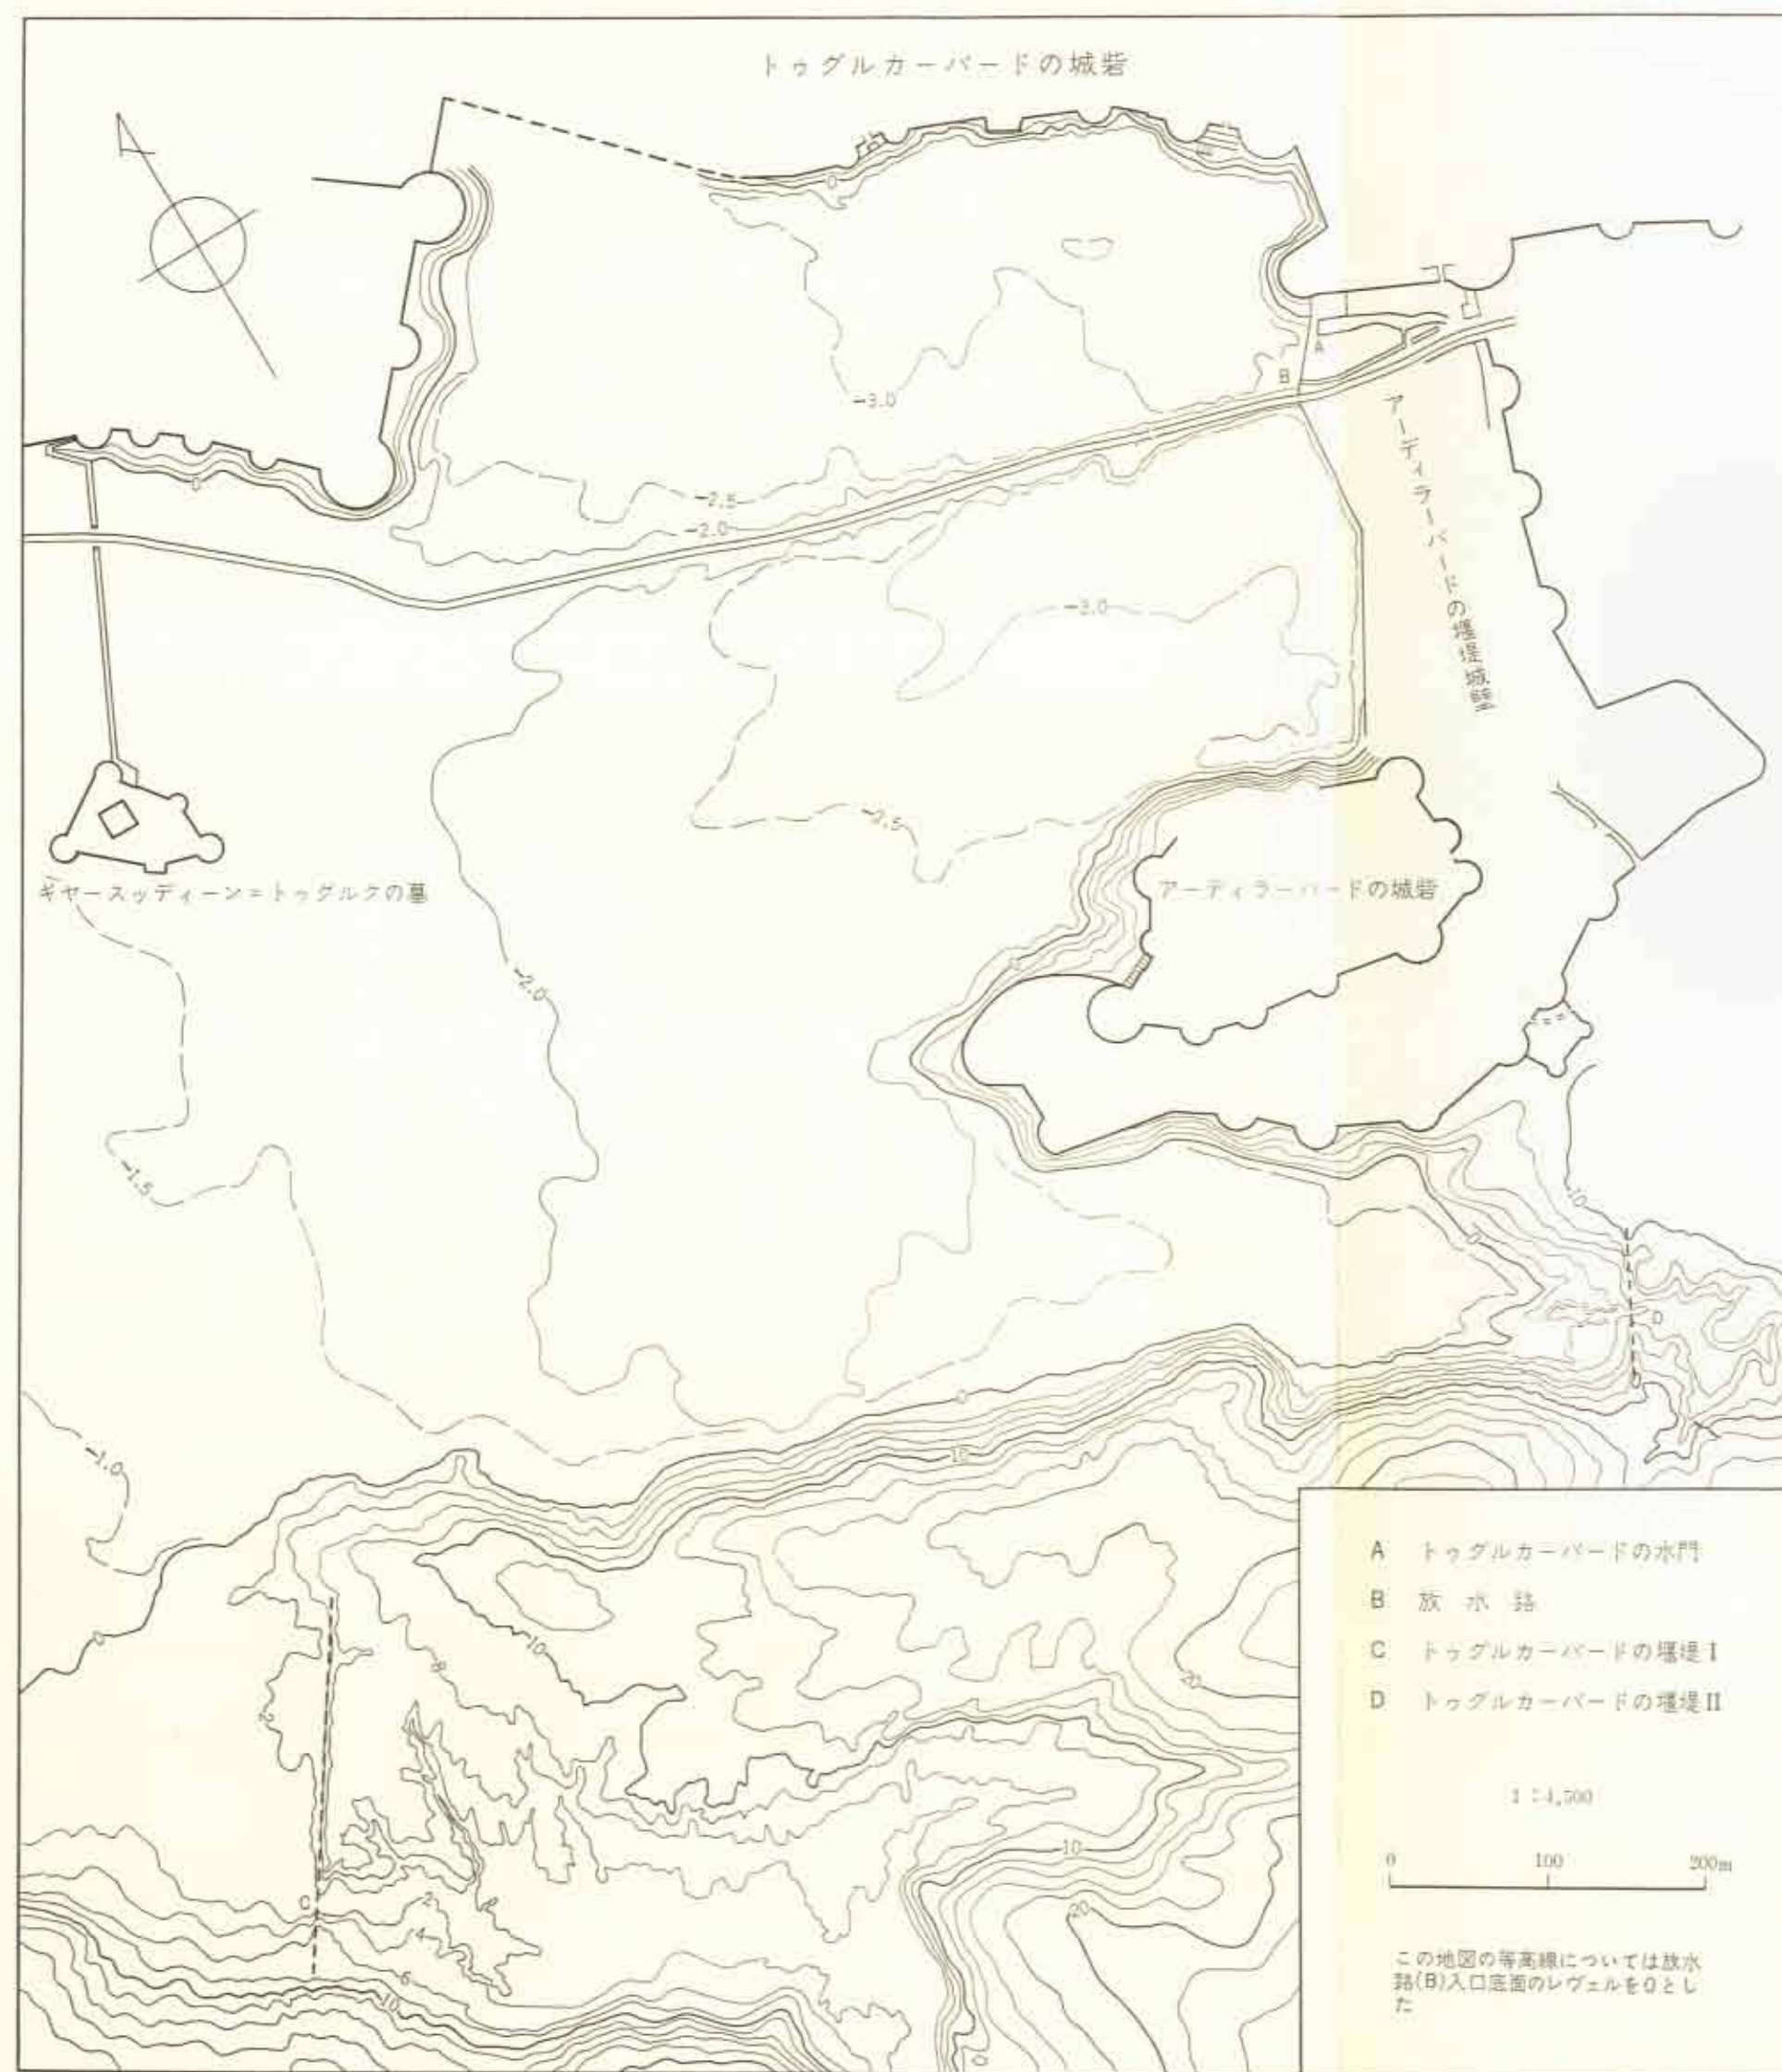 トゥグルカーバードの城砦
0
-3.0
A
B
-2.5
-2.0
0
アーディラーバードの堰堤城壁
-3.0
-2.5
アーディラーバードの城砦
ギヤースッディーン=トゥグルクの墓
0
-2.0
-1.5
-10
0
D
0
10
-1.0
0
10
8
2
20
10
C
2
4
6
10
20
A トゥグルカーバードの水門
B 放水路
C トゥグルカーバードの堰堤I
D トゥグルカーバードの堰堤II
1:4,500
0 100 200m
この地図の等高線については放水
路(B)入口底面のレヴェルを0とし
た